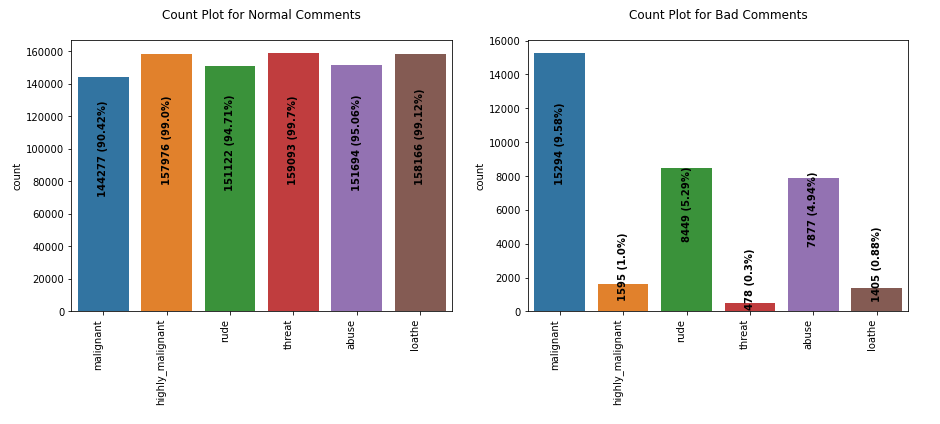 Count Plot for Normal Comments
160000
140000
120000
100000
80000
60000
40000
20000
0
count
144277 (90.42%)
157976 (99.0%)
151122 (94.71%)
159093 (99.7%)
151694 (95.06%)
158166 (99.12%)
malignant
highly_malignant
rude
threat
abuse
loathe
Count Plot for Bad Comments
16000
14000
12000
10000
8000
6000
4000
2000
0
count
15294 (9.58%)
1595 (1.0%)
8449 (5.29%)
478 (0.3%)
7877 (4.94%)
1405 (0.88%)
malignant
highly_malignant
rude
threat
abuse
loathe